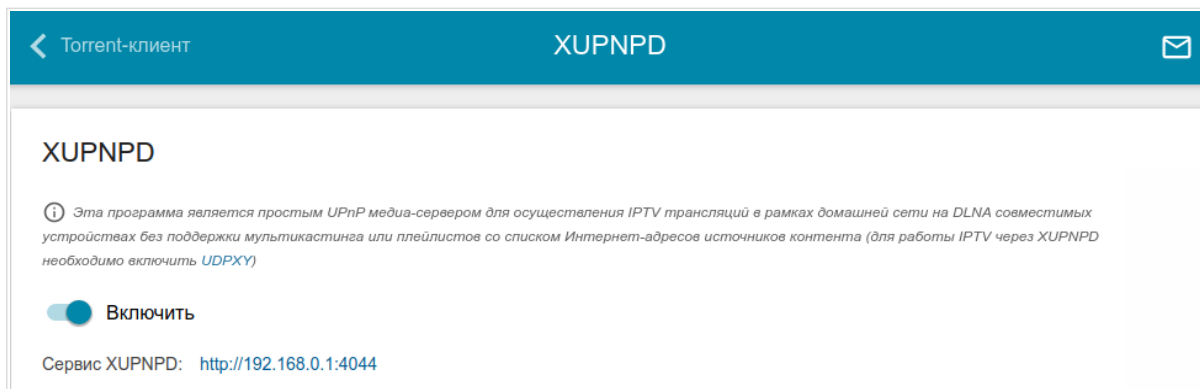 Torrent-клиент
XUPNPD
XUPNPD
Эта программа является простым UPnP медиа-сервером для осуществления IPTV трансляций в рамках домашней сети на DLNA совместимых
устройствах без поддержки мультикастинга или плейлистов со списком Интернет-адресов источников контента (для работы IPTV через XUPNPD
необходимо включить UDPXY)
Включить
Сервис XUPNPD: http://192.168.0.1:4044